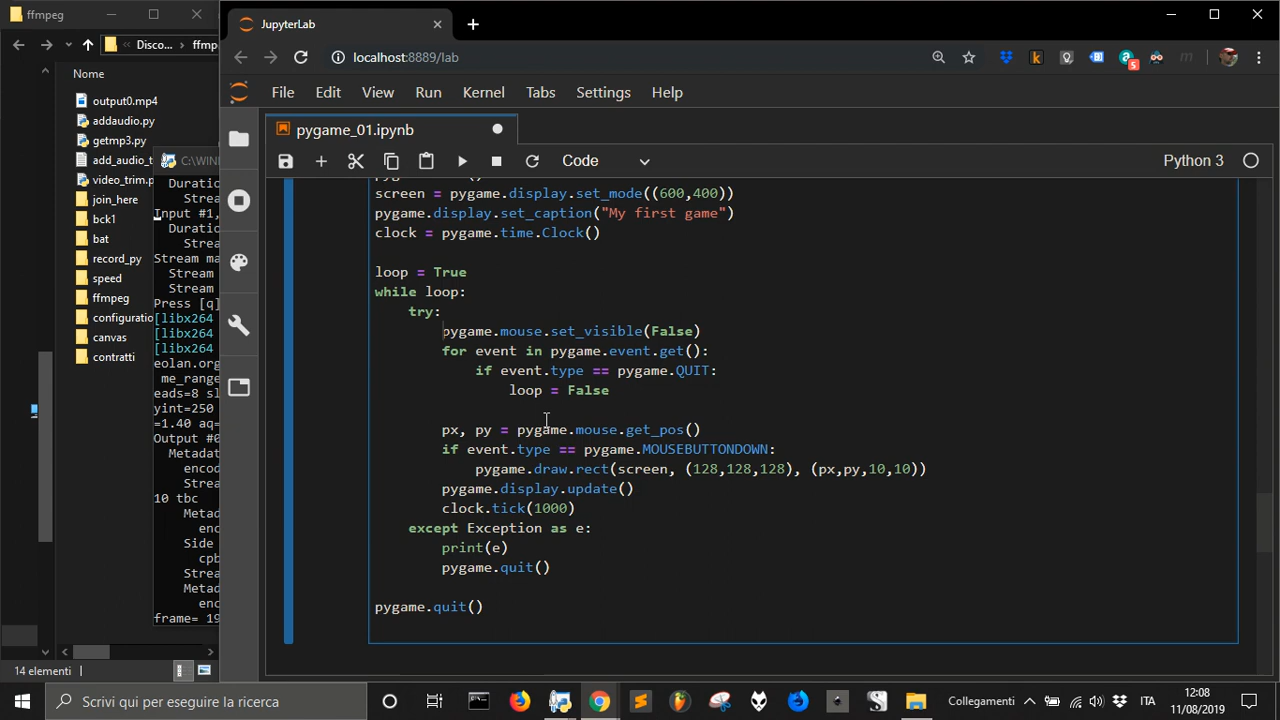 ffmpeg
JupyterLab
Disco... ffmp
localhost:8889/lab
Nome
File Edit View Run Kernel Tabs Settings Help
output0.mp4
addaudio.py
getmp3.py
add_audio_t
video_trim.p
join_here
bck1
bat
record_py
speed
ffmpeg
configuratio
canvas
contratti
14 elementi
C:\WIN
Duratio
Strea
Input #1,
Duratio
Strea
Stream ma
Stream
Stream
Press [q]
[libx264
[libx264
[libx264
eolan.org
me_range
eads=8 sl
yint=250
=1.40 aq=
Output #0
Metadat
encod
Strea
10 tbc
Metad
enc
Side
cpb
Strea
Metad
enc
frame= 19
pygame_01.ipynb
Code
Python 3
screen = pygame.display.set_mode((600,400))
pygame.display.set_caption("My first game")
clock = pygame.time.Clock()
loop = True
while loop:
try:
pygame.mouse.set_visible(False)
for event in pygame.event.get():
if event.type == pygame.QUIT:
loop = False
px, py = pygame.mouse.get_pos()
if event.type == pygame.MOUSEBUTTONDOWN:
pygame.draw.rect(screen, (128,128,128), (px,py,10,10))
pygame.display.update()
clock.tick(1000)
except Exception as e:
print(e)
pygame.quit()
pygame.quit()
Scrivi qui per eseguire la ricerca
Collegamenti
ITA
12:08
11/08/2019